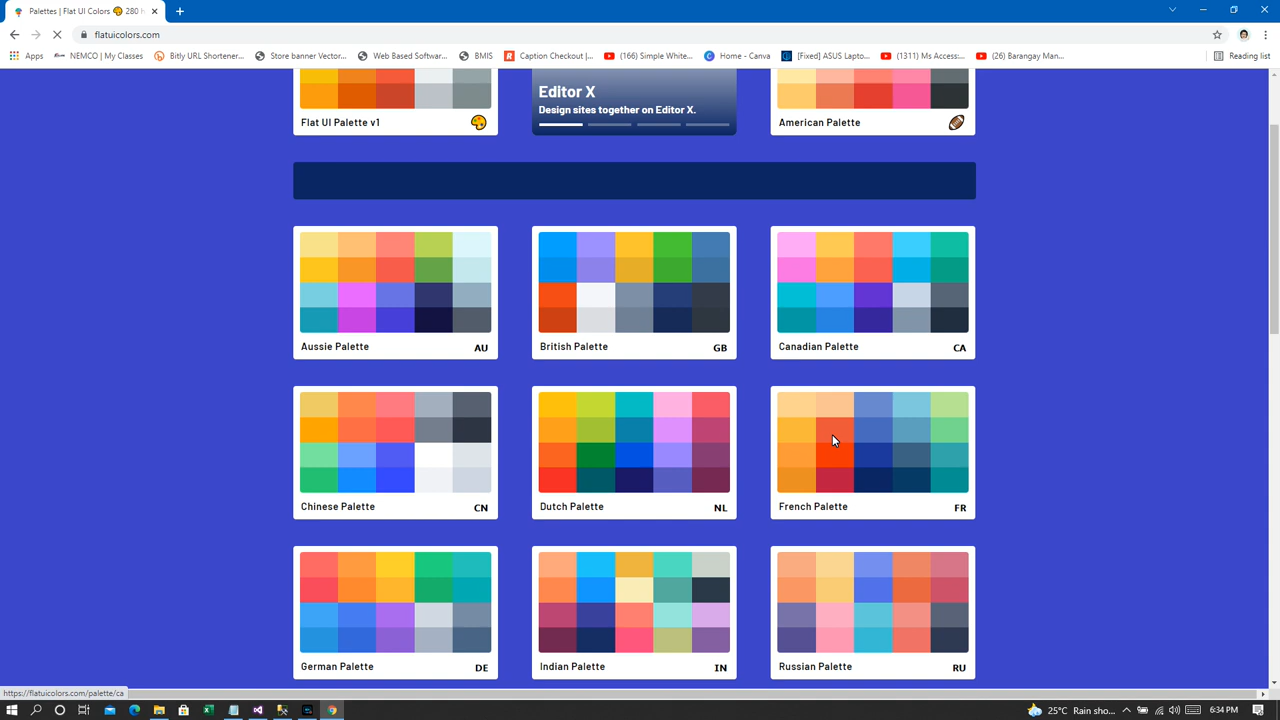 Palettes | Flat UI Colors 🎨 280 h
flatuicolors.com
Apps
NEMCO | My Classes
Bitly URL Shortener...
Store banner Vector...
Web Based Softwar...
BMIS
Caption Checkout |...
(166) Simple White...
Home - Canva
[Fixed] ASUS Lapto...
(1311) Ms Access:...
(26) Barangay Man...
Reading list
Editor X
Design sites together on Editor X.
Flat UI Palette v1
American Palette
Aussie Palette AU
British Palette GB
Canadian Palette CA
Chinese Palette CN
Dutch Palette NL
French Palette FR
German Palette DE
Indian Palette IN
Russian Palette RU
https://flatuicolors.com/palette/ca
25°C Rain sho...
6:34 PM